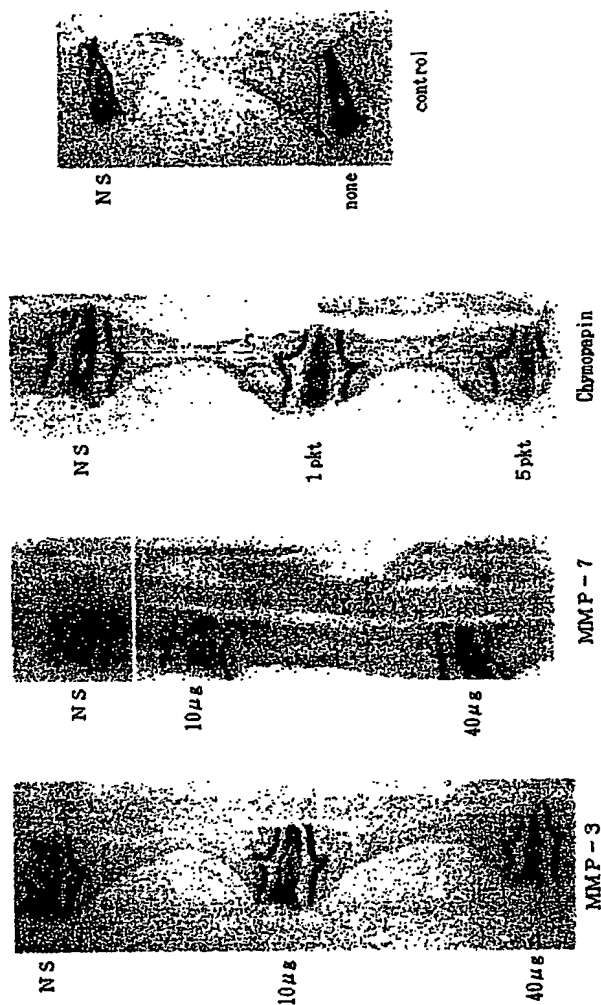 NS
10μg
40μg
MMP-3
NS
10μg
40μg
MMP-7
NS
1pkt
5pkt
Chymopapin
NS
none
control